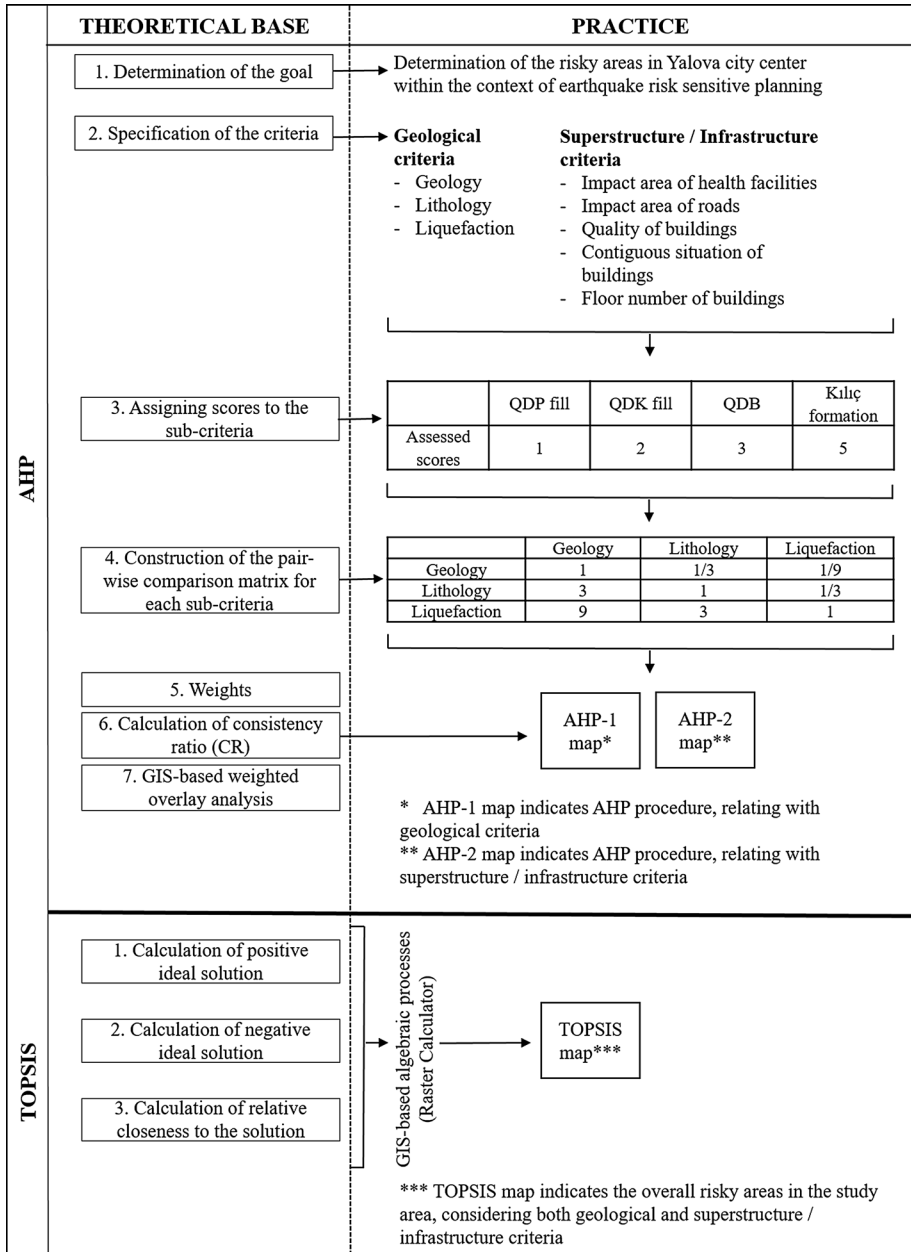 THEORETICAL BASE
PRACTICE
AHP
1. Determination of the goal
Determination of the risky areas in Yalova city center
within the context of earthquake risk sensitive planning
2. Specification of the criteria
Geological
criteria
- Geology
- Lithology
- Liquefaction
Superstructure / Infrastructure
criteria
- Impact area of health facilities
- Impact area of roads
- Quality of buildings
- Contiguous situation of
buildings
- Floor number of buildings
3. Assigning scores to the
sub-criteria
QDP fill QDK fill QDB Kılıç
formation
Assessed
scores 1 2 3 5
4. Construction of the pair-
wise comparison matrix for
each sub-criteria
Geology Lithology Liquefaction
Geology 1 1/3 1/9
Lithology 3 1 1/3
Liquefaction 9 3 1
5. Weights
6. Calculation of consistency
ratio (CR)
7. GIS-based weighted
overlay analysis
AHP-1
map*
AHP-2
map**
* AHP-1 map indicates AHP procedure, relating with
geological criteria
** AHP-2 map indicates AHP procedure, relating with
superstructure / infrastructure criteria
TOPSIS
1. Calculation of positive
ideal solution
2. Calculation of negative
ideal solution
3. Calculation of relative
closeness to the solution
GIS-based algebraic processes
(Raster Calculator)
TOPSIS
map***
*** TOPSIS map indicates the overall risky areas in the study
area, considering both geological and superstructure /
infrastructure criteria